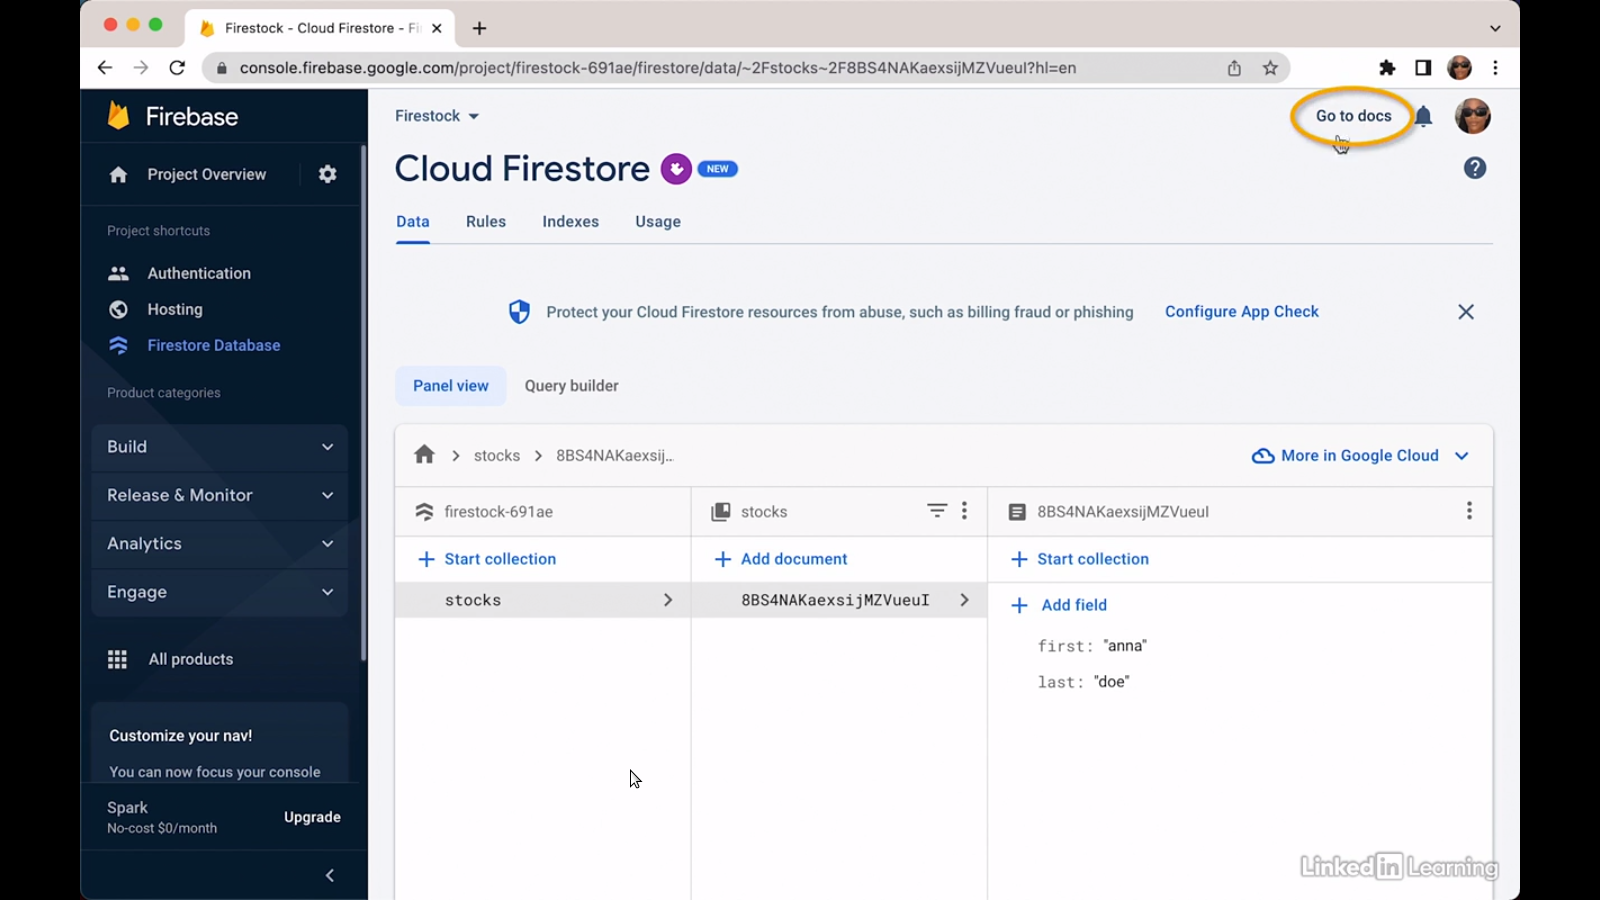 Firestock - Cloud Firestore - Fi
console.firebase.google.com/project/firestock-691ae/firestore/data/~2Fstocks~2F8BS4NAKaexsijMZVueuI?hl=en
Firebase
Project Overview
Project shortcuts
Authentication
Hosting
Firestore Database
Product categories
Build
Release & Monitor
Analytics
Engage
All products
Customize your nav!
You can now focus your console
Spark
No-cost $0/month
Upgrade
Firestock
Go to docs
Cloud Firestore
NEW
Data
Rules
Indexes
Usage
Protect your Cloud Firestore resources from abuse, such as billing fraud or phishing
Configure App Check
Panel view
Query builder
stocks
8BS4NAKaexsij...
More in Google Cloud
firestock-691ae
stocks
8BS4NAKaexsijMZVueuI
Start collection
Add document
Start collection
stocks
8BS4NAKaexsijMZVueuI
Add field
first: "anna"
last: "doe"
LinkedIn Learning